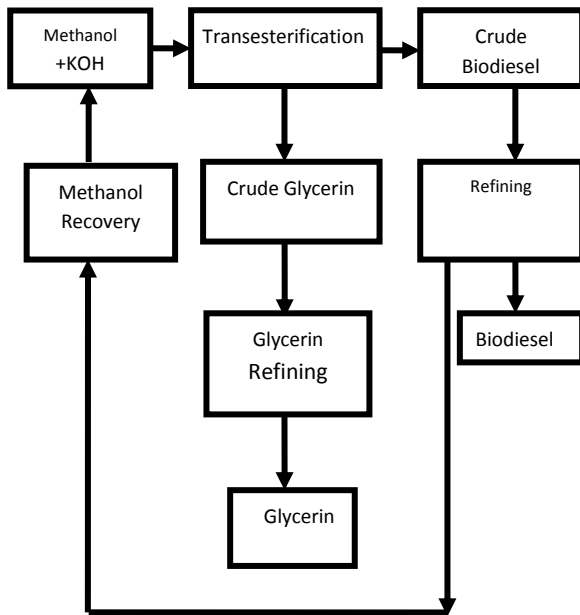 Methanol
+KOH
Transesterification
Crude
Biodiesel
Methanol
Recovery
Crude Glycerin
Refining
Glycerin
Refining
Biodiesel
Glycerin